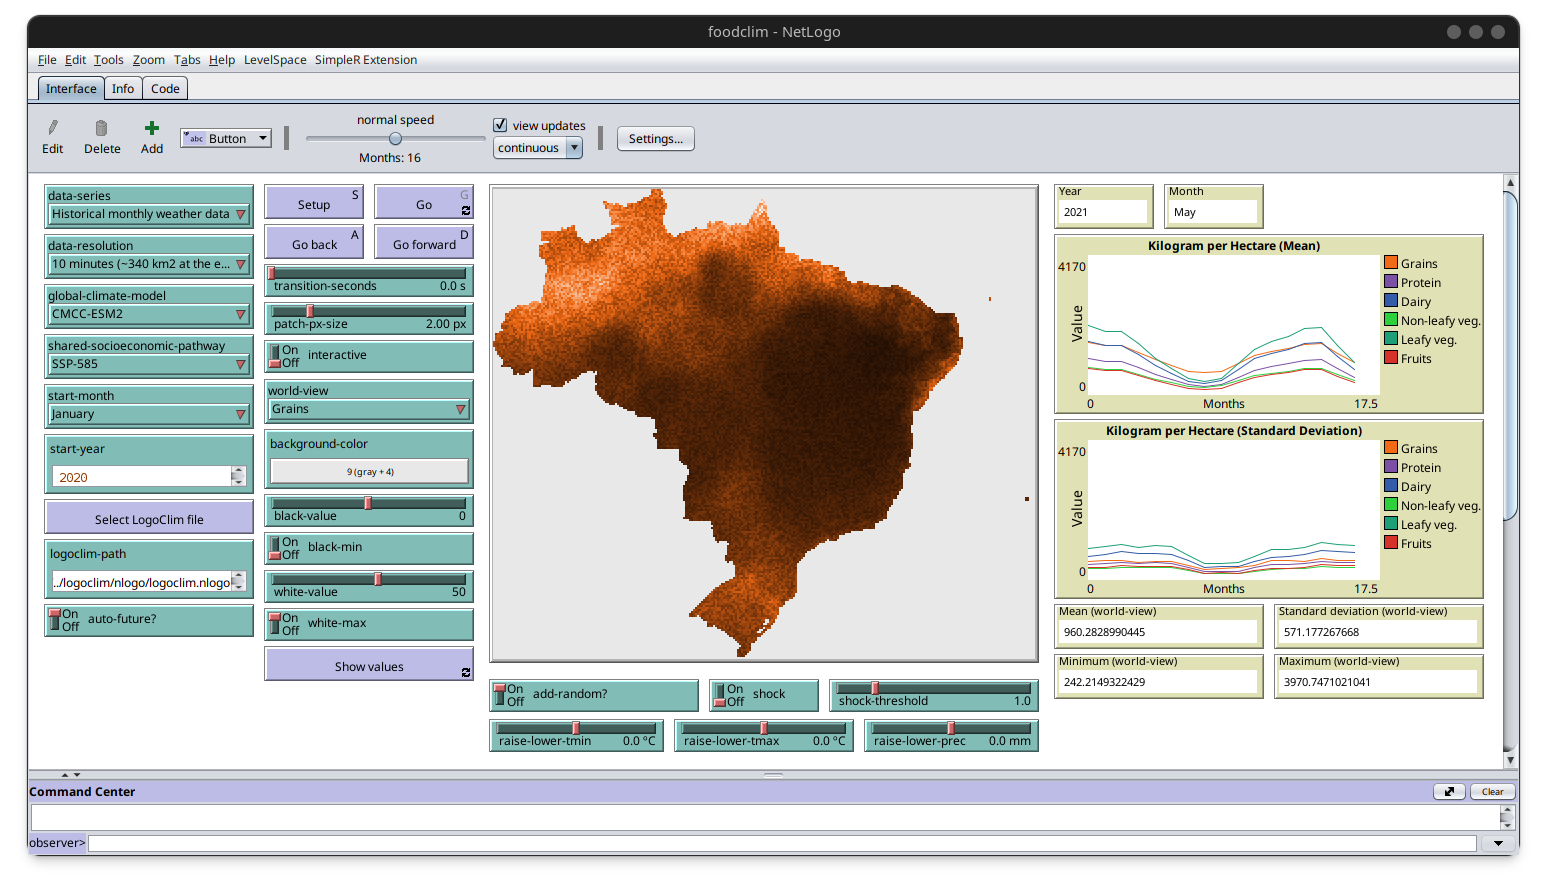 foodclim - NetLogo
File Edit Tools Zoom Tabs Help LevelSpace SimpleR Extension
Interface Info Code
Edit Delete Add
abc Button
normal speed
Months: 16
view updates
continuous
Settings...
data-series
Historical monthly weather data
data-resolution
10 minutes (~340 km2 at the e...
global-climate-model
CMCC-ESM2
shared-socioeconomic-pathway
SSP-585
start-month
January
start-year
2020
Select LogoClim file
logoclim-path
../logoclim/nlogo/logoclim.nlogo
On
Off
auto-future?
Setup S
Go G
Go back A
Go forward D
transition-seconds 0.0 s
patch-px-size 2.00 px
On
Off
interactive
world-view
Grains
background-color
9 (gray + 4)
black-value 0
On
Off
black-min
white-value 50
On
Off
white-max
Show values
On
Off
add-random?
On
Off
shock
shock-threshold 1.0
raise-lower-tmin 0.0 ºC
raise-lower-tmax 0.0 ºC
raise-lower-prec 0.0 mm
Year
2021
Month
May
Kilogram per Hectare (Mean)
4170
Value
0
0 Months 17.5
Grains
Protein
Dairy
Non-leafy veg.
Leafy veg.
Fruits
Kilogram per Hectare (Standard Deviation)
4170
Value
0
0 Months 17.5
Grains
Protein
Dairy
Non-leafy veg.
Leafy veg.
Fruits
Mean (world-view)
960.2828990445
Standard deviation (world-view)
571.177267668
Minimum (world-view)
242.2149322429
Maximum (world-view)
3970.7471021041
Command Center
Clear
observer>